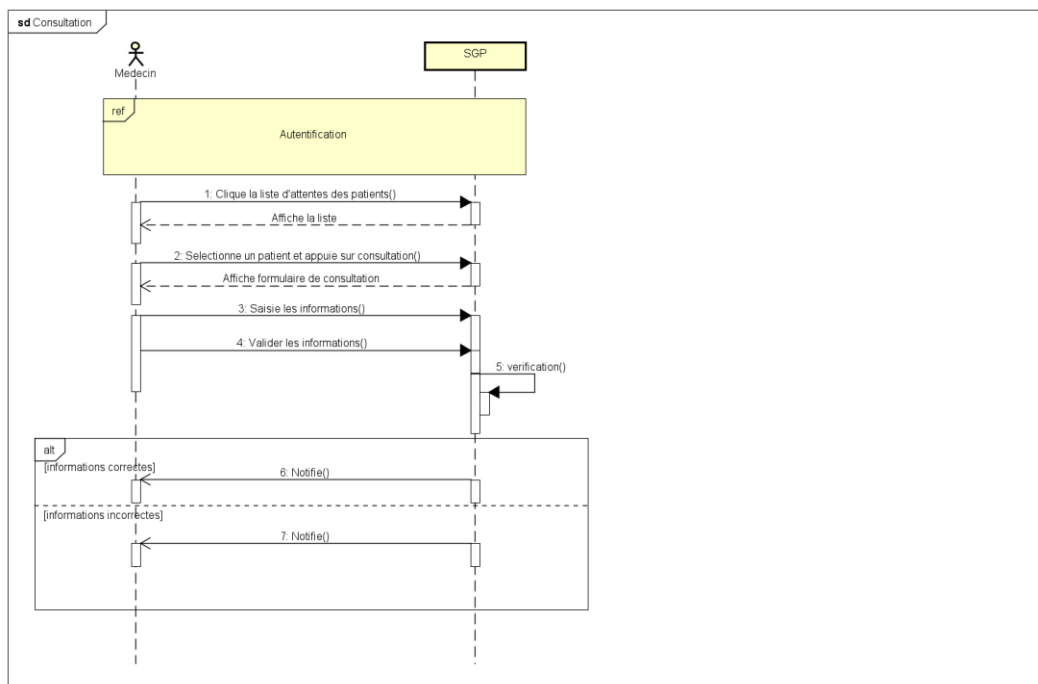 sd Consultation
Medecin
SGP
ref
Autentification
1: Clique la liste d'attentes des patients()
Affiche la liste
2: Selectionne un patient et appuie sur consultation()
Affiche formulaire de consultation
3: Saisie les informations()
4: Valider les informations()
5: verification()
alt
[informations correctes]
6: Notifie()
[informations incorrectes]
7: Notifie()